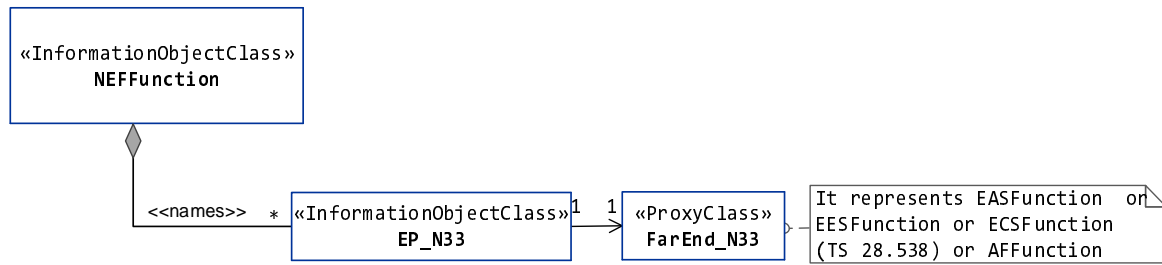 «InformationObjectClass»
NEFFunction
<<names>>
*
«InformationObjectClass»
EP_N33
1
1
«ProxyClass»
FarEnd_N33
It represents EASFunction or
EESFunction or ECSFunction
(TS 28.538) or AFFunction